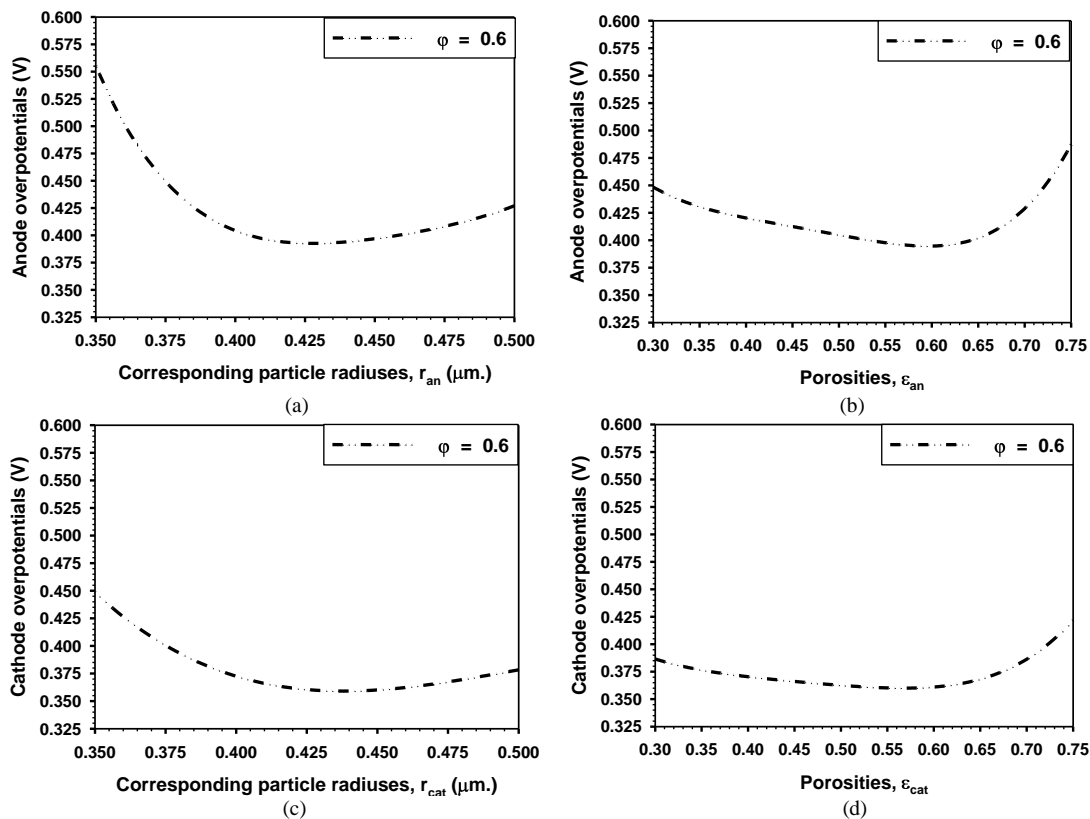 0.600
0.575
0.550
0.525
0.500
0.475
0.450
0.425
0.400
0.375
0.350
0.325
Anode overpotentials (V)
φ = 0.6
0.350 0.375 0.400 0.425 0.450 0.475 0.500
Corresponding particle radiuses, r_an (μm.)
(a)
0.600
0.575
0.550
0.525
0.500
0.475
0.450
0.425
0.400
0.375
0.350
0.325
Anode overpotentials (V)
φ = 0.6
0.30 0.35 0.40 0.45 0.50 0.55 0.60 0.65 0.70 0.75
Porosities, ε_an
(b)
0.600
0.575
0.550
0.525
0.500
0.475
0.450
0.425
0.400
0.375
0.350
0.325
Cathode overpotentials (V)
φ = 0.6
0.350 0.375 0.400 0.425 0.450 0.475 0.500
Corresponding particle radiuses, r_cat (μm.)
(c)
0.600
0.575
0.550
0.525
0.500
0.475
0.450
0.425
0.400
0.375
0.350
0.325
Cathode overpotentials (V)
φ = 0.6
0.30 0.35 0.40 0.45 0.50 0.55 0.60 0.65 0.70 0.75
Porosities, ε_cat
(d)